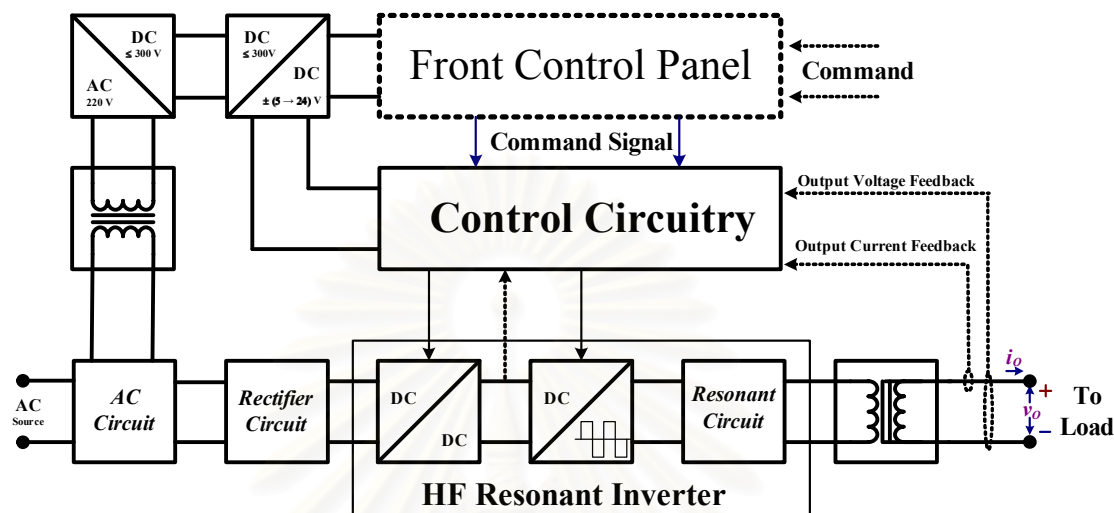 DC
≤ 300 V
AC
220 V
DC
≤ 300V
DC
± (5 → 24) V
Front Control Panel
Command
Command Signal
Control Circuitry
Output Voltage Feedback
Output Current Feedback
AC
Source
AC
Circuit
Rectifier
Circuit
DC
DC
DC
Resonant
Circuit
HF Resonant Inverter
iO
+
vO
−
To
Load